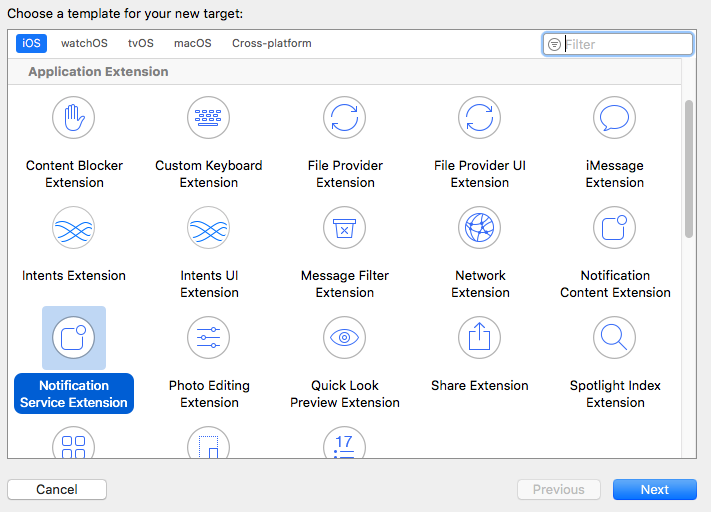 Choose a template for your new target:
iOS watchOS tvOS macOS Cross-platform Filter
Application Extension
Content Blocker Extension
Custom Keyboard Extension
File Provider Extension
File Provider UI Extension
iMessage Extension
Intents Extension
Intents UI Extension
Message Filter Extension
Network Extension
Notification Content Extension
Notification Service Extension
Photo Editing Extension
Quick Look Preview Extension
Share Extension
Spotlight Index Extension
17
Cancel Previous Next